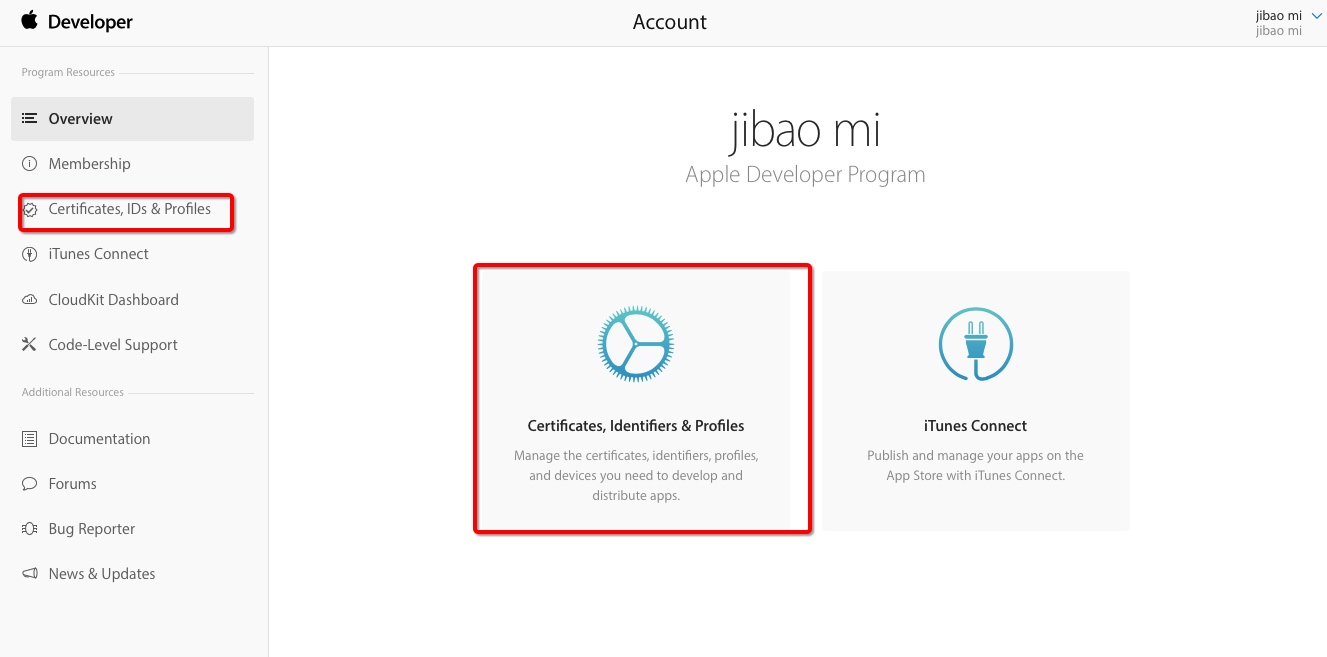 Developer
Account
jibao mi
jibao mi
Program Resources
Overview
Membership
Certificates, IDs & Profiles
iTunes Connect
CloudKit Dashboard
Code-Level Support
Additional Resources
Documentation
Forums
Bug Reporter
News & Updates
jibao mi
Apple Developer Program
Certificates, Identifiers & Profiles
Manage the certificates, identifiers, profiles,
and devices you need to develop and
distribute apps.
iTunes Connect
Publish and manage your apps on the
App Store with iTunes Connect.